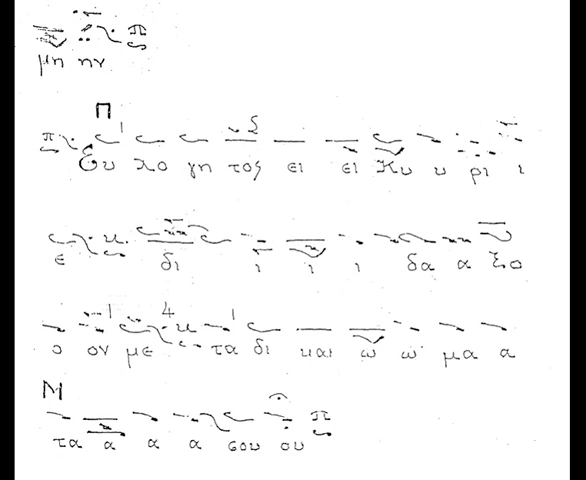 μη ην
Π
Ευ λο γη τος ει ει Κυ υ ρι ι
ε δι ι ι ι δα α ξο
ο ον με τα δι και ω ω μα α
Μ
τα α α α σου ου